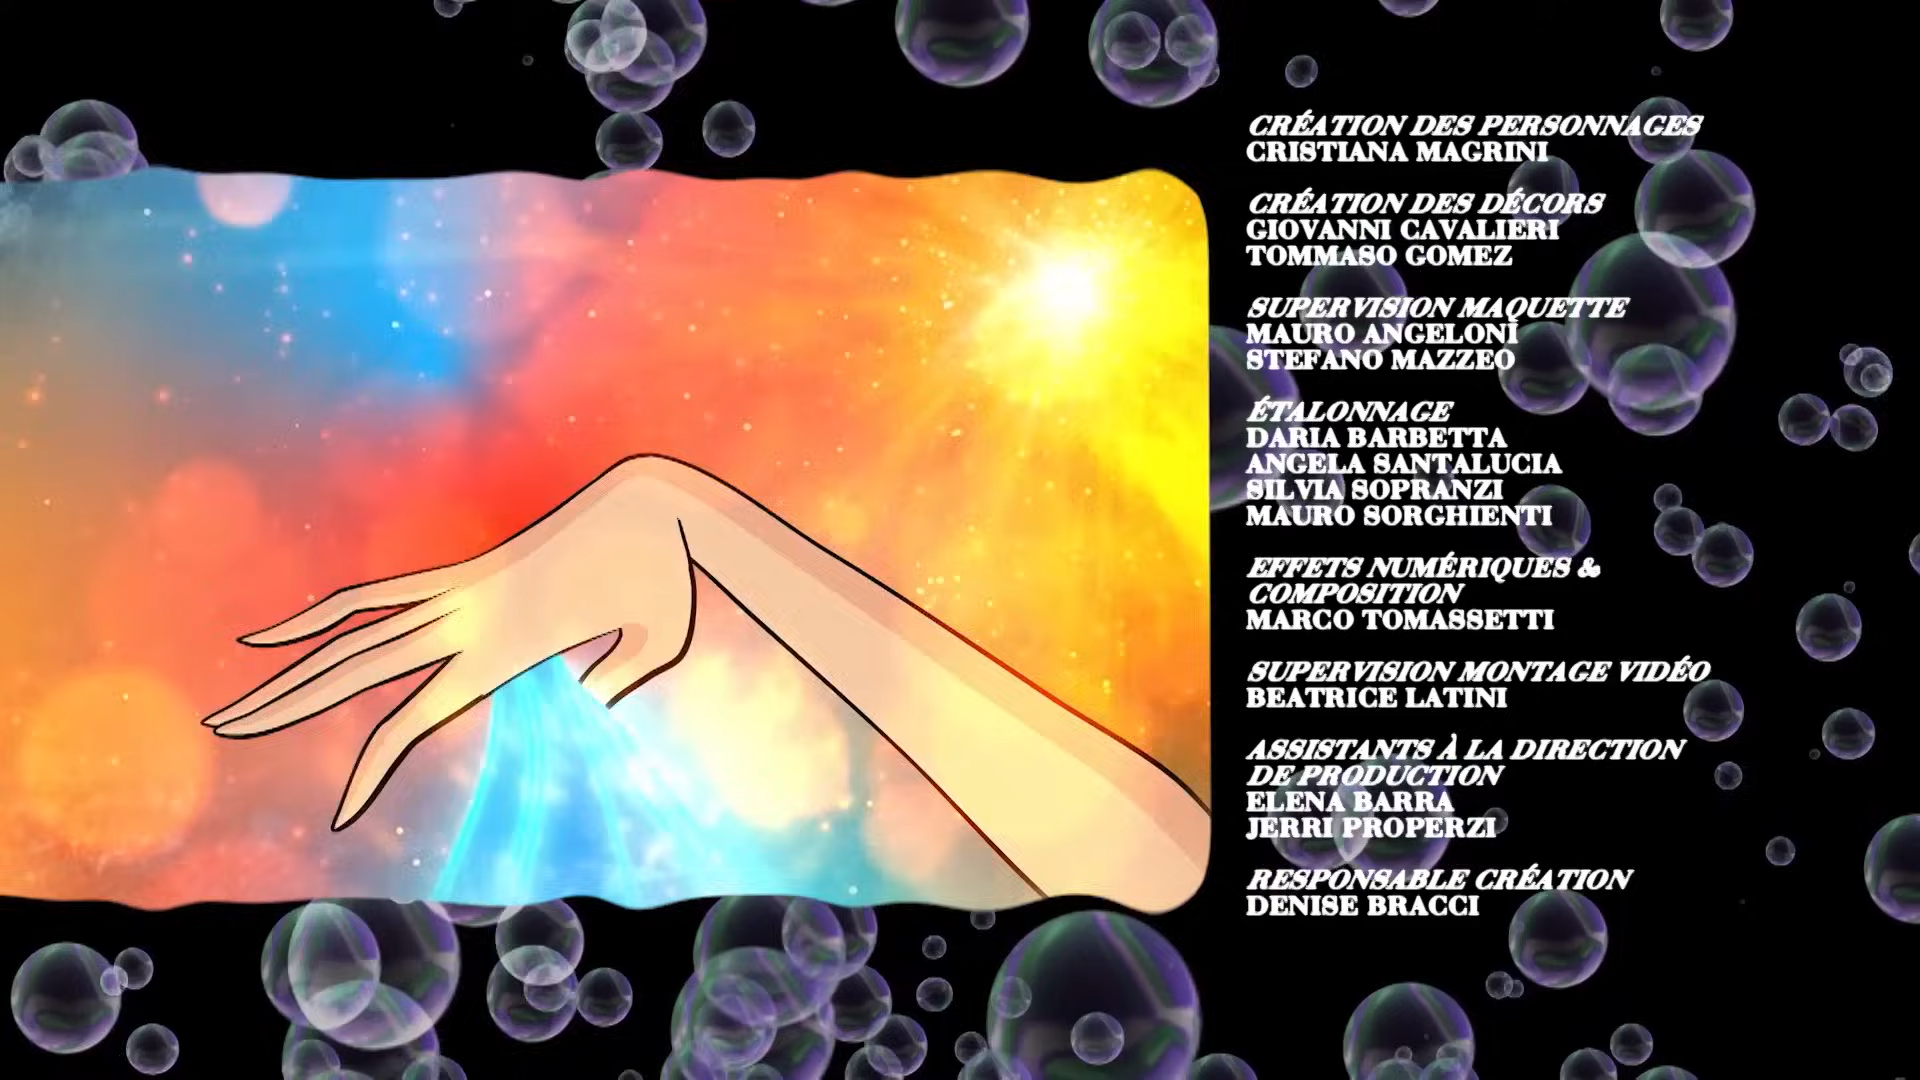 CRÉATION DES PERSONNAGES
CRISTIANA MAGRINI
CRÉATION DES DÉCORS
GIOVANNI CAVALIERI
TOMMASO GOMEZ
SUPERVISION MAQUETTE
MAURO ANGELONI
STEFANO MAZZEO
ÉTALONNAGE
DARIA BARBETTA
ANGELA SANTALUCIA
SILVIA SOPRANZI
MAURO SORGHIENTI
EFFETS NUMÉRIQUES &
COMPOSITION
MARCO TOMASSETTI
SUPERVISION MONTAGE VIDÉO
BEATRICE LATINI
ASSISTANTS À LA DIRECTION
DE PRODUCTION
ELENA BARRA
JERRI PROPERZI
RESPONSABLE CRÉATION
DENISE BRACCI